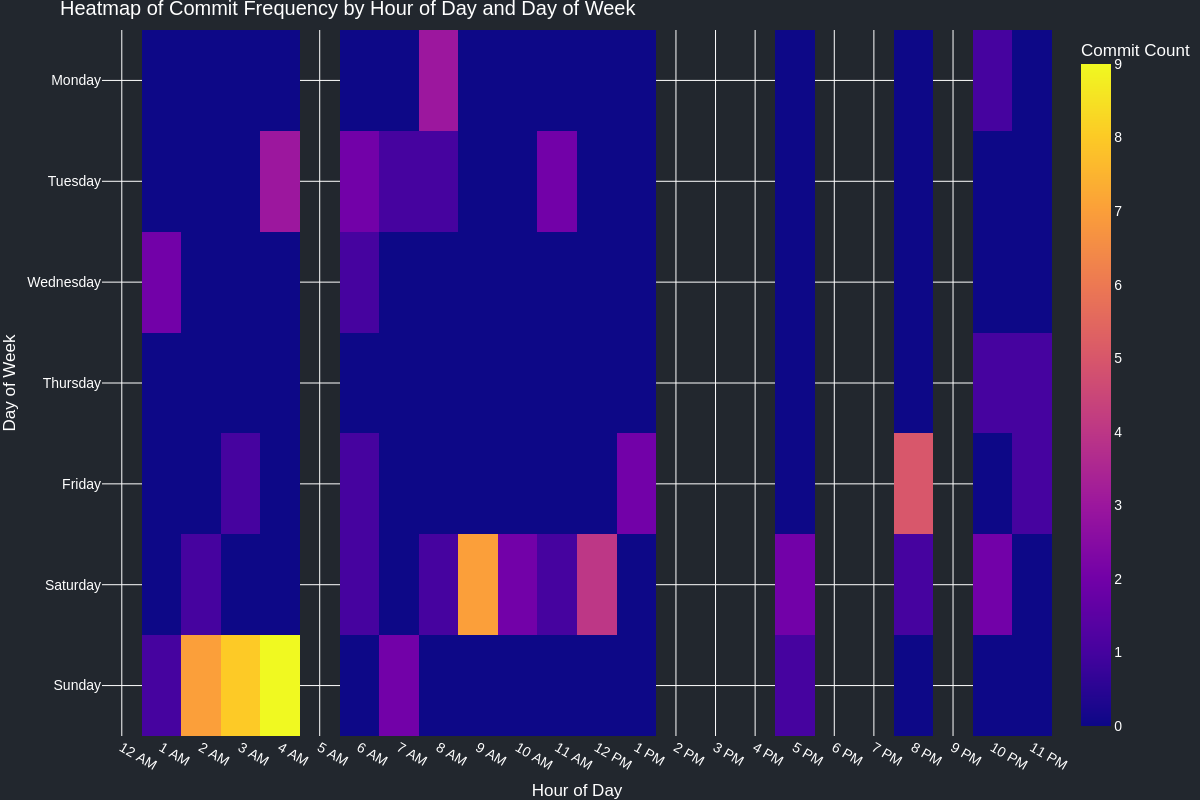 Heatmap of Commit Frequency by Hour of Day and Day of Week
Commit Count
9
8
7
6
5
4
3
2
1
0
Monday
Tuesday
Wednesday
Thursday
Friday
Saturday
Sunday
Day of Week
12 AM
1 AM
2 AM
3 AM
4 AM
5 AM
6 AM
7 AM
8 AM
9 AM
10 AM
11 AM
12 PM
1 PM
2 PM
3 PM
4 PM
5 PM
6 PM
7 PM
8 PM
9 PM
10 PM
11 PM
Hour of Day